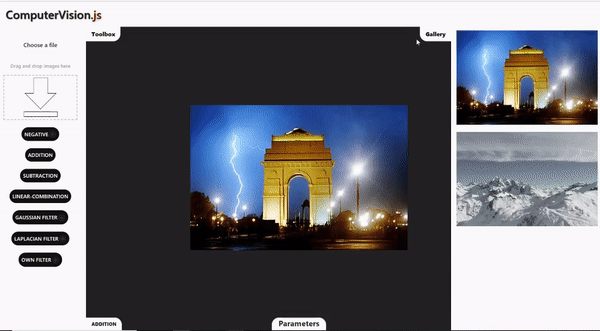 ComputerVision.js
Choose a file
Drag and drop images here
NEGATIVE
ADDITION
SUBTRACTION
LINEAR-COMBINATION
GAUSSIAN FILTER
LAPLACIAN FILTER
OWN FILTER
Toolbox
Gallery
ADDITION
Parameters